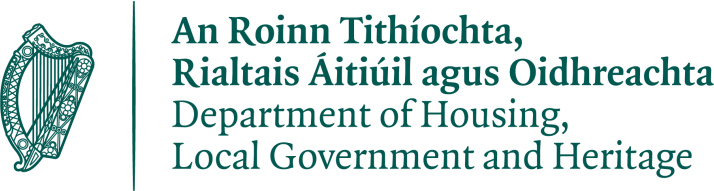 An Roinn Tithíochta,
Rialtais Áitiúil agus Oidhreachta
Department of Housing,
Local Government and Heritage